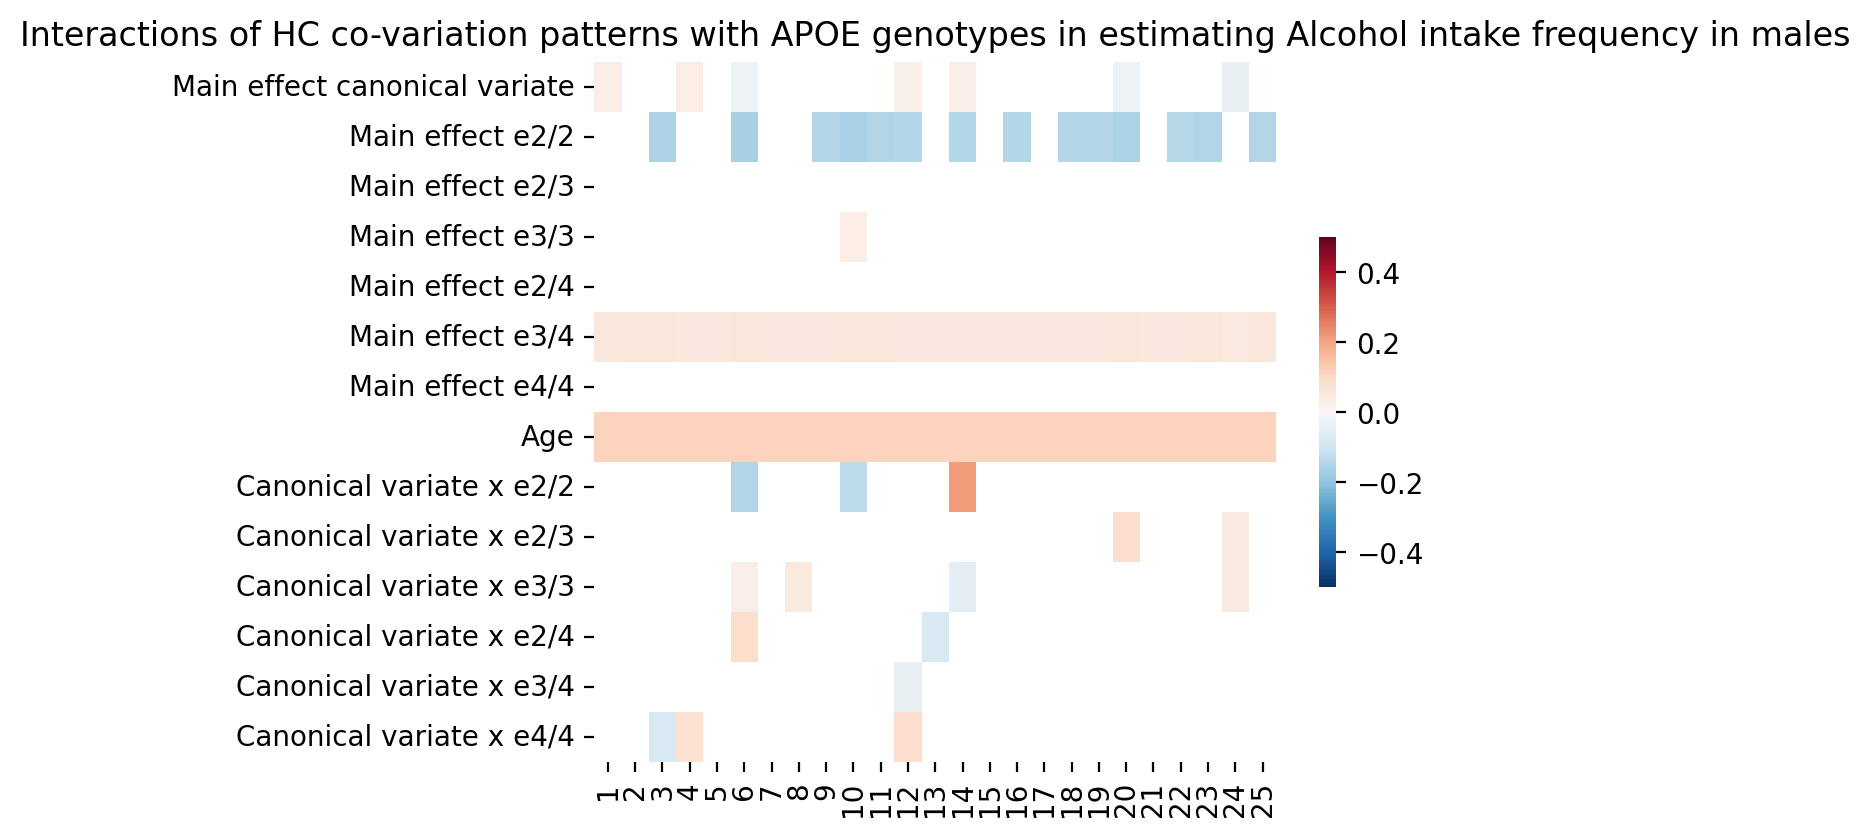 Interactions of HC co-variation patterns with APOE genotypes in estimating Alcohol intake frequency in males
Main effect canonical variate
Main effect e2/2
Main effect e2/3
Main effect e3/3
Main effect e2/4
Main effect e3/4
Main effect e4/4
Age
Canonical variate x e2/2
Canonical variate x e2/3
Canonical variate x e3/3
Canonical variate x e2/4
Canonical variate x e3/4
Canonical variate x e4/4
1 2 3 4 5 6 7 8 9 10 11 12 13 14 15 16 17 18 19 20 21 22 23 24 25
0.4
0.2
0.0
−0.2
−0.4